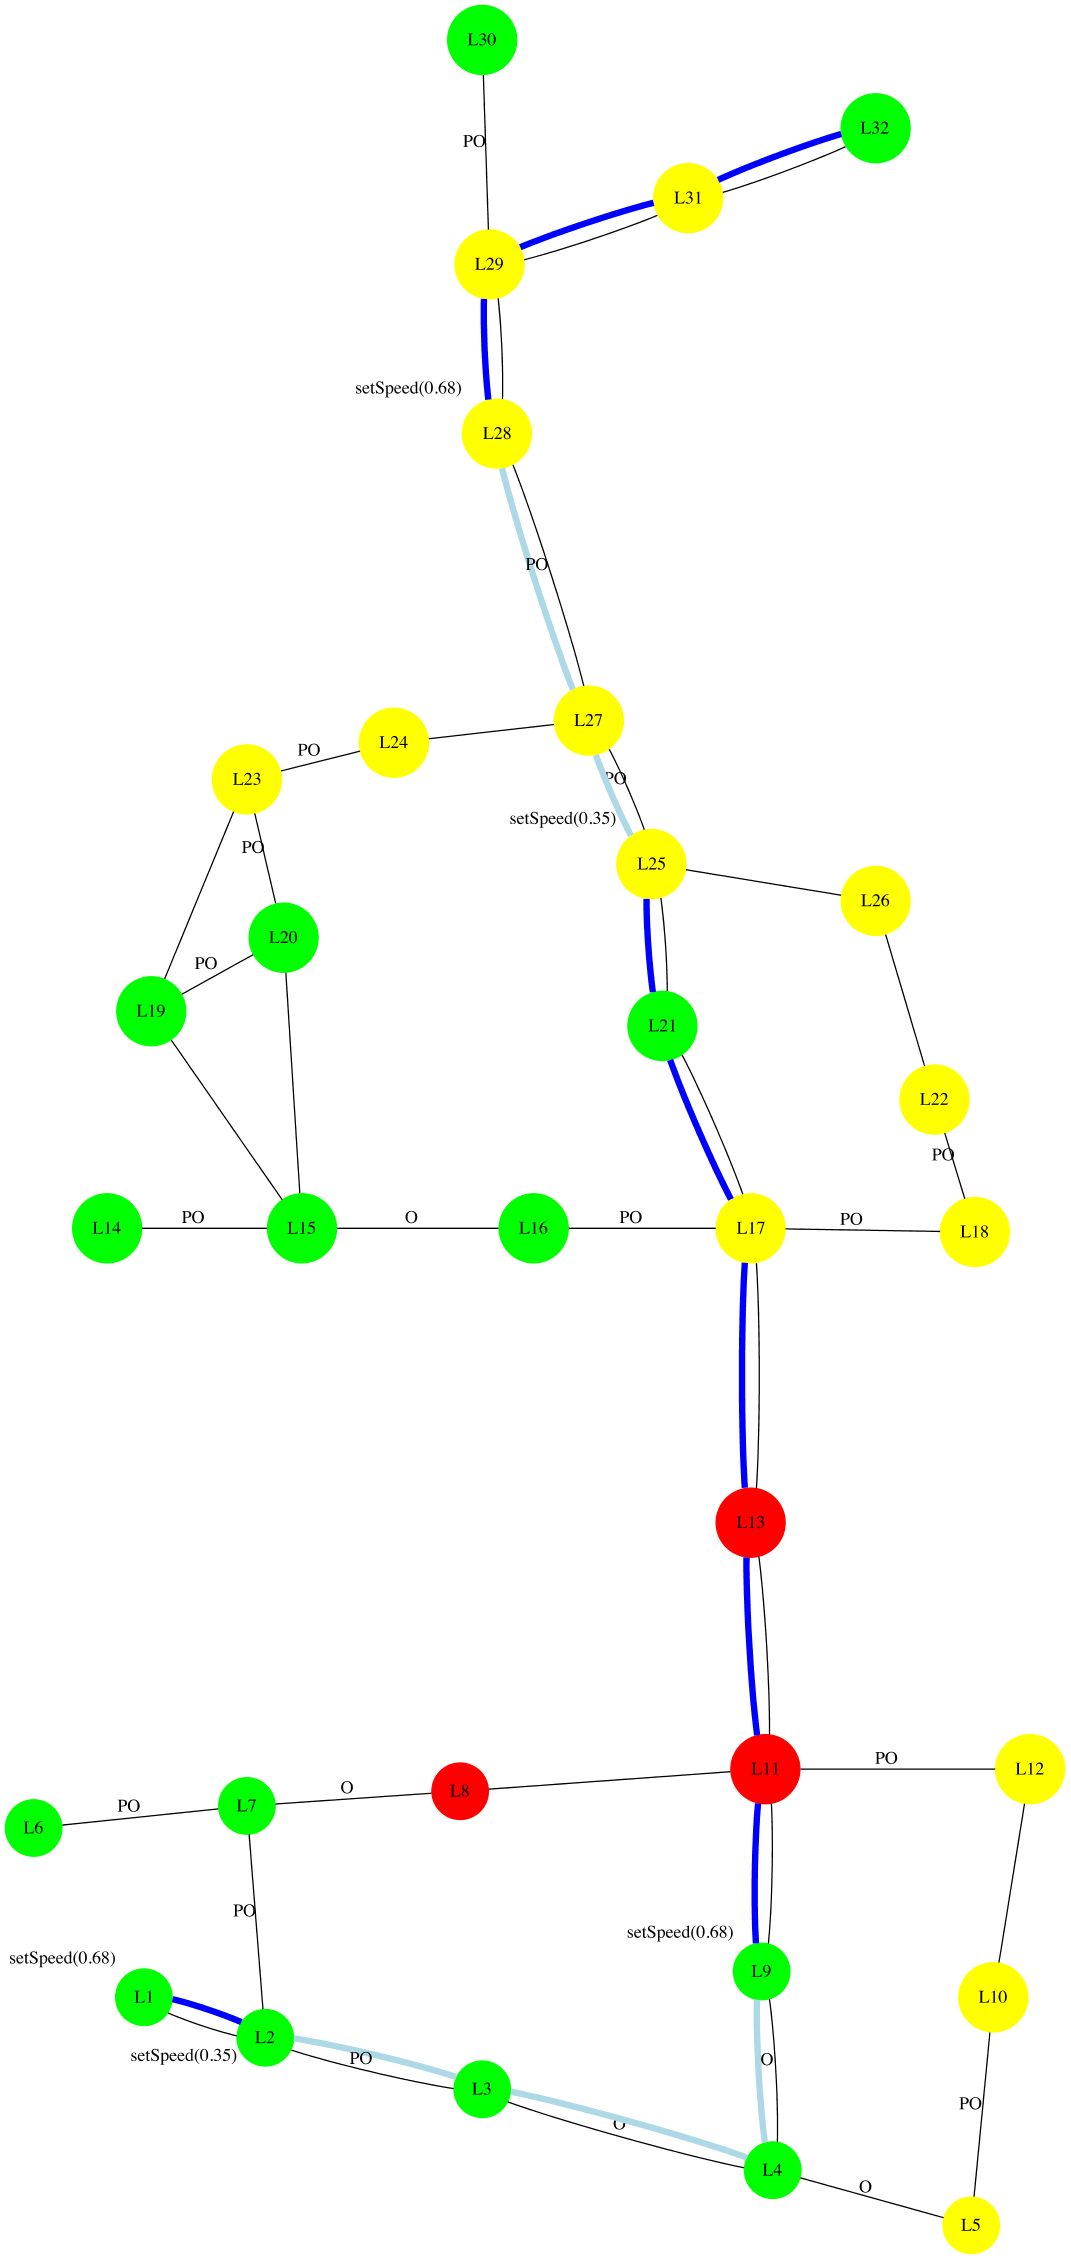 L30
L32
PO
L31
L29
setSpeed(0.68)
L28
PO
L27
L24
PO
L23
PO
setSpeed(0.35)
PO
L25
L26
L20
PO
L19
L21
L22
PO
L14
PO
L15
O
L16
PO
L17
PO
L18
L13
L11
PO
L12
L8
O
L7
PO
L6
PO
setSpeed(0.68)
setSpeed(0.68)
L9
L1
L10
L2
setSpeed(0.35)
PO
O
L3
PO
O
L4
O
L5